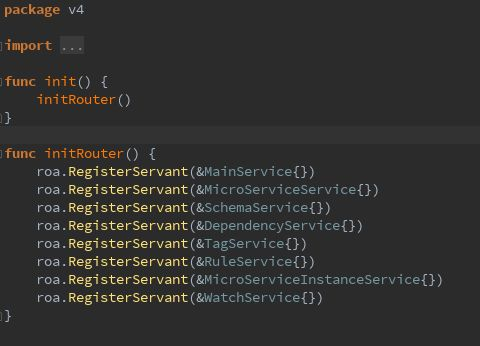 package v4
import ...
func init() {
    initRouter()
}
func initRouter() {
    roa.RegisterServant(&MainService{})
    roa.RegisterServant(&MicroServiceService{})
    roa.RegisterServant(&SchemaService{})
    roa.RegisterServant(&DependencyService{})
    roa.RegisterServant(&TagService{})
    roa.RegisterServant(&RuleService{})
    roa.RegisterServant(&MicroServiceInstanceService{})
    roa.RegisterServant(&WatchService{})
}